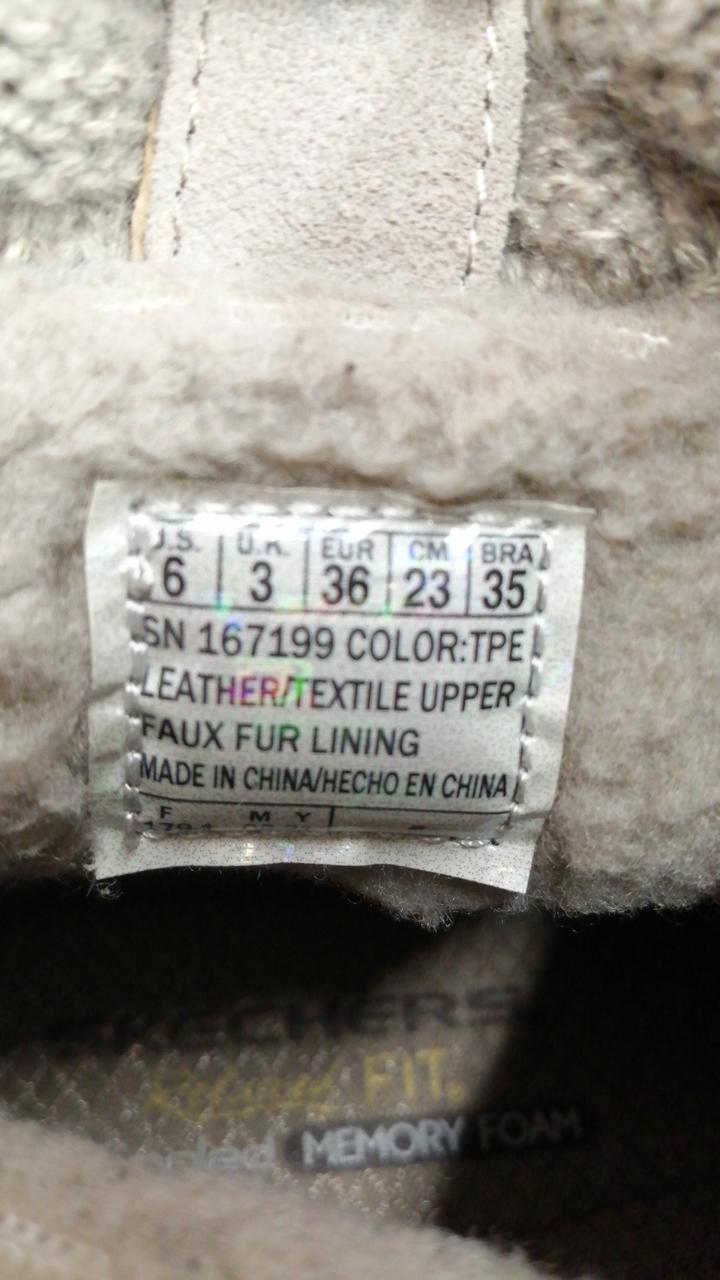 U.S. U.K. EUR CM BRA
6 3 36 23 35
SN 167199 COLOR:TPE
LEATHER/TEXTILE UPPER
FAUX FUR LINING
MADE IN CHINA/HECHO EN CHINA
F M Y
SKECHERS
Relaxed FIT.
MEMORY FOAM